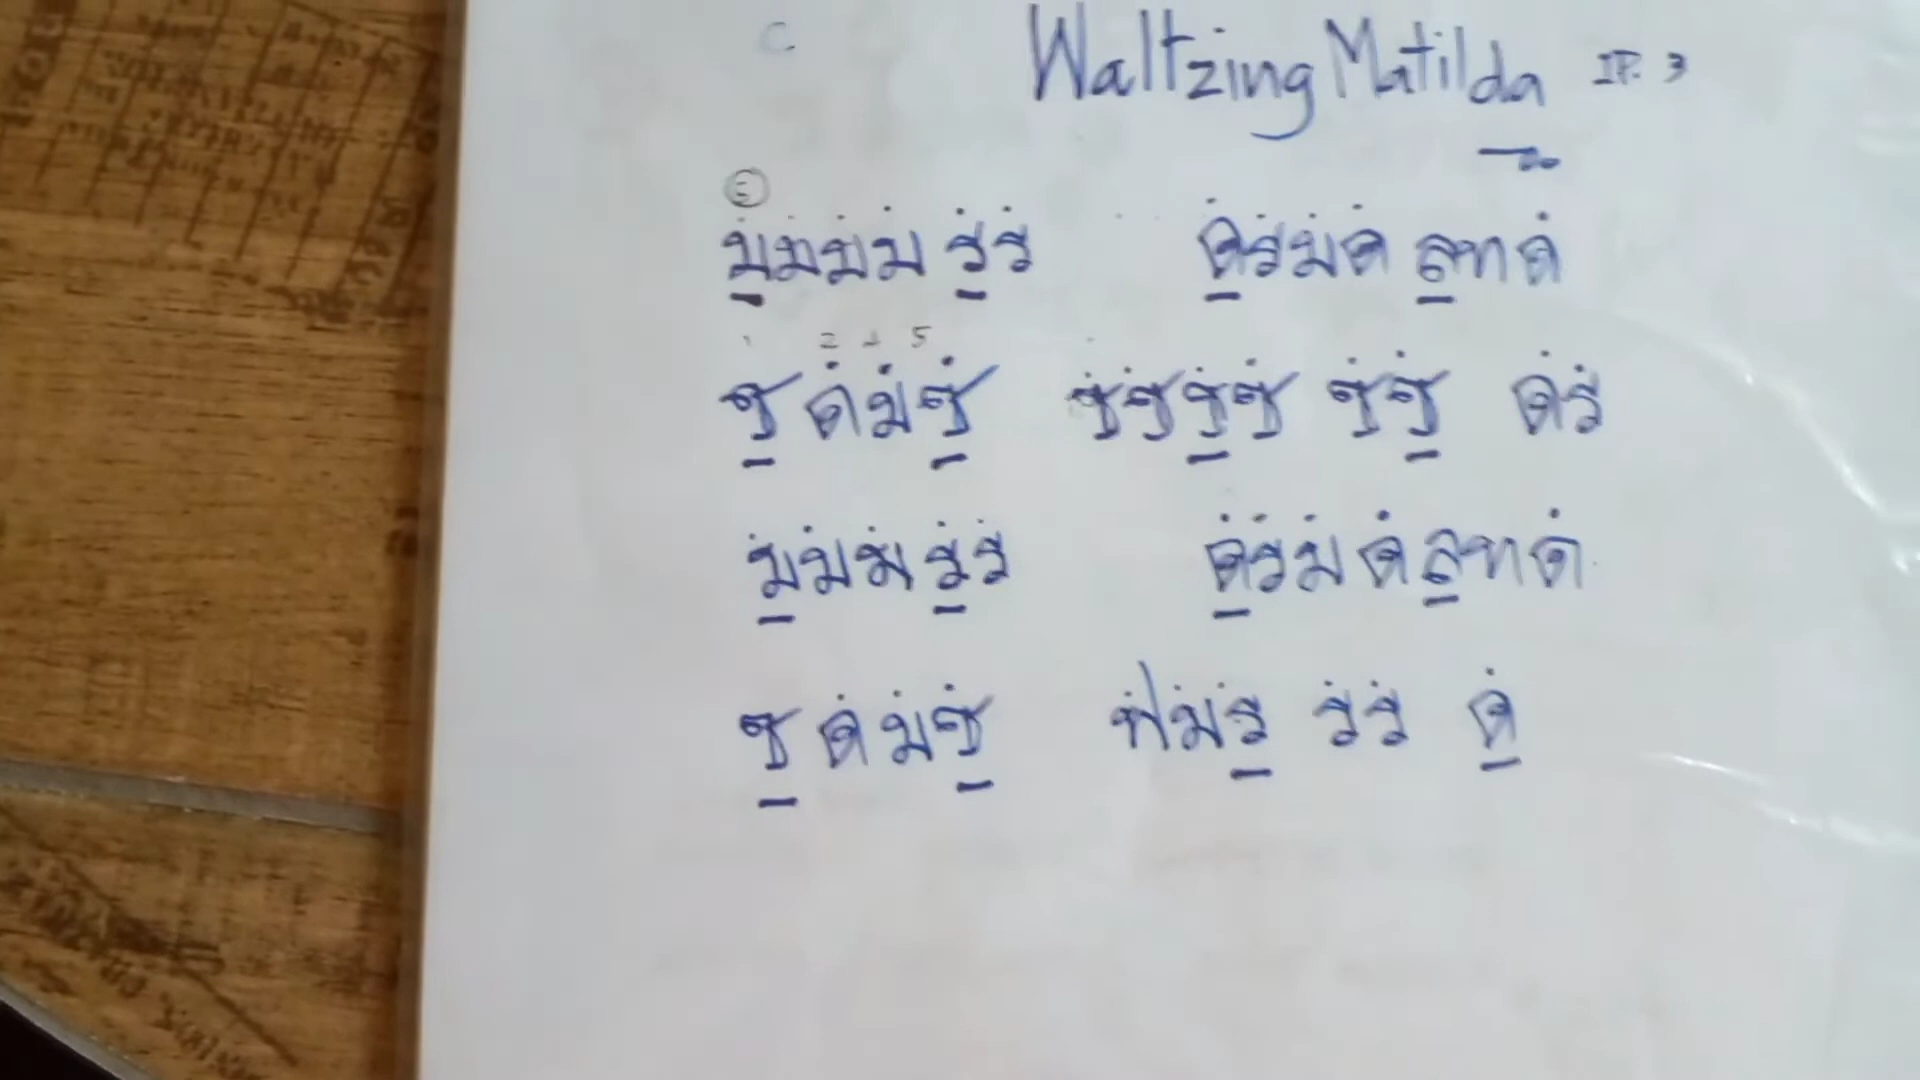 C Waltzing Matilda
มํมํมํมํ รํรํ ดํรํมํดํ ลทดํ
2 5
ซ ดํมํซํ ซํซํซํซํ ซํซํ ดํรํ
มํมํมํ รํรํ ดํรํมํดํ ลทดํ
ซ ดํมํซํ ฟํมํรํ รํรํ ดํ